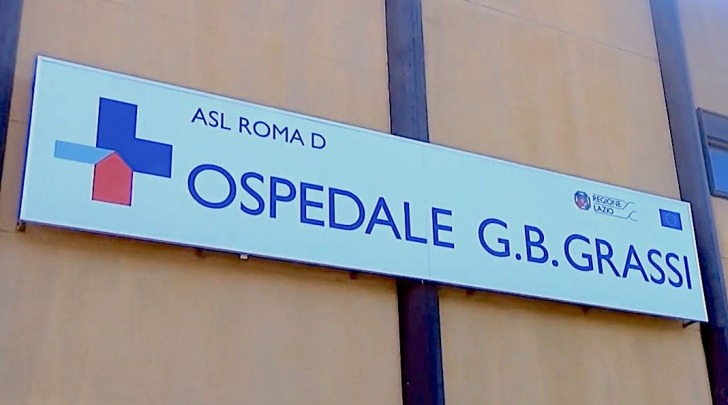 ASL ROMA D
OSPEDALE G.B.GRASSI
REGIONE
LAZIO